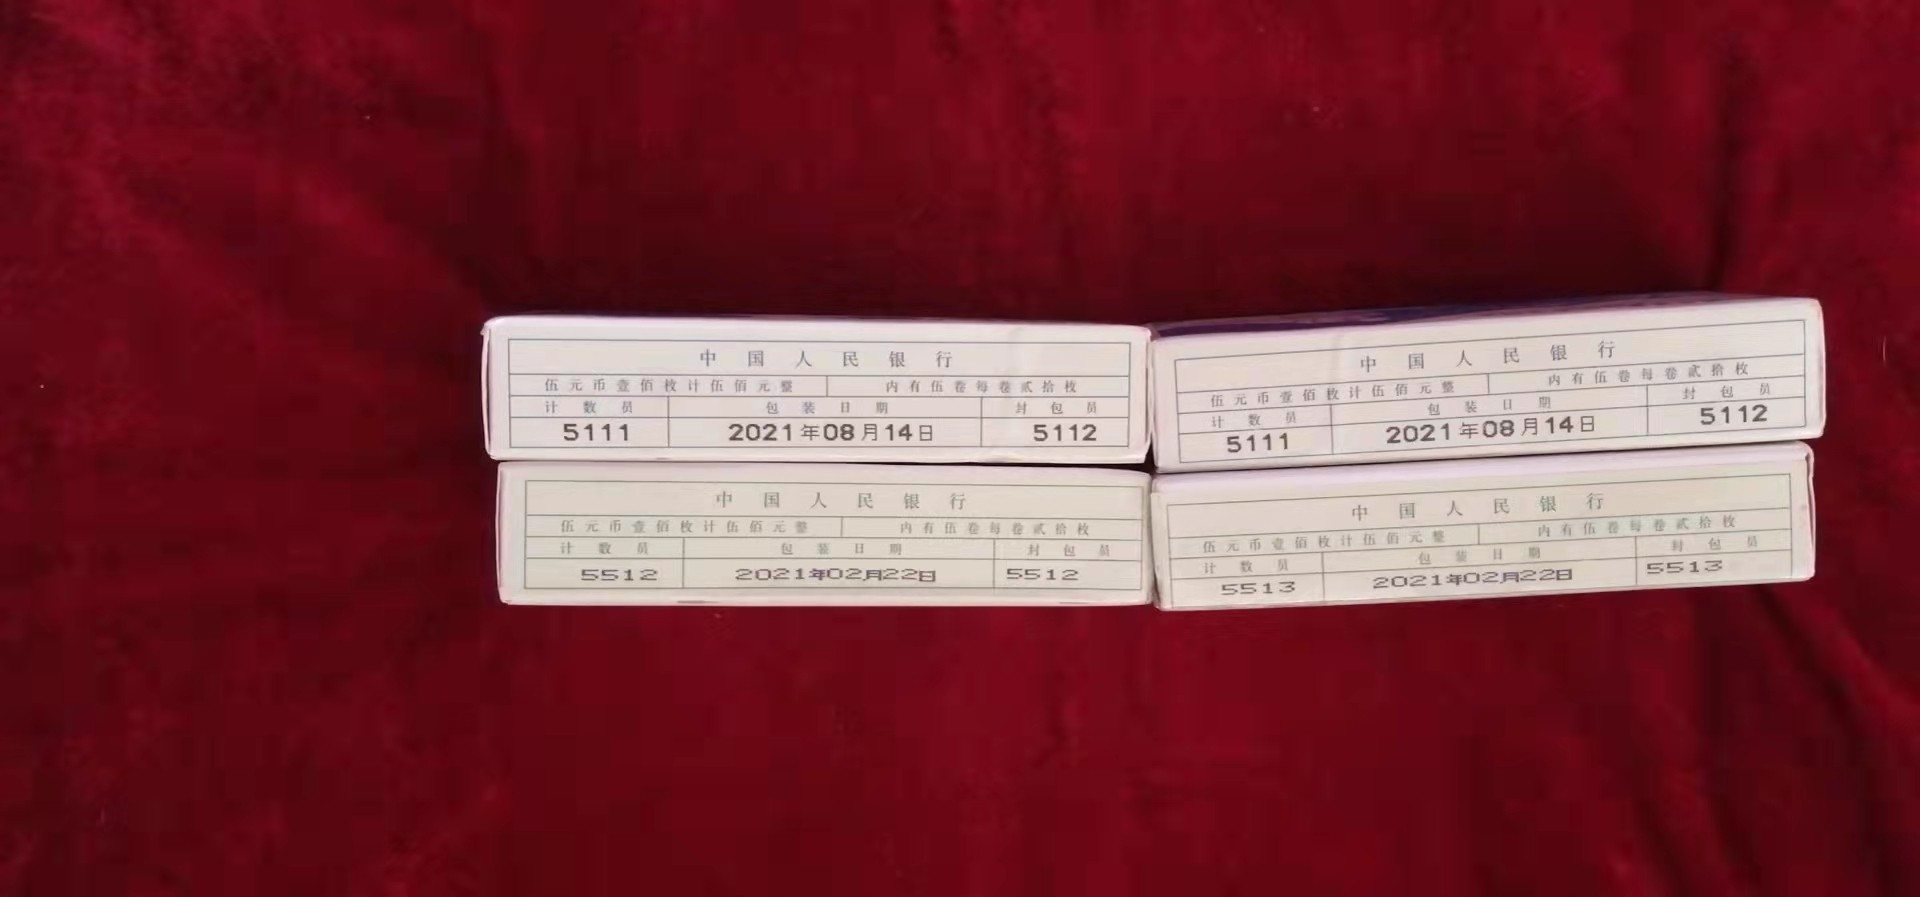 中国人民银行
伍元币壹佰枚计伍佰元整 内有伍卷每卷贰拾枚
计数员 包装日期 封包员
5111 2021年08月14日 5112
中国人民银行
伍元币壹佰枚计伍佰元整 内有伍卷每卷贰拾枚
计数员 包装日期 封包员
5111 2021年08月14日 5112
中国人民银行
伍元币壹佰枚计伍佰元整 内有伍卷每卷贰拾枚
计数员 包装日期 封包员
5512 2021年02月22日 5512
中国人民银行
伍元币壹佰枚计伍佰元整 内有伍卷每卷贰拾枚
计数员 包装日期 封包员
5513 2021年02月22日 5513